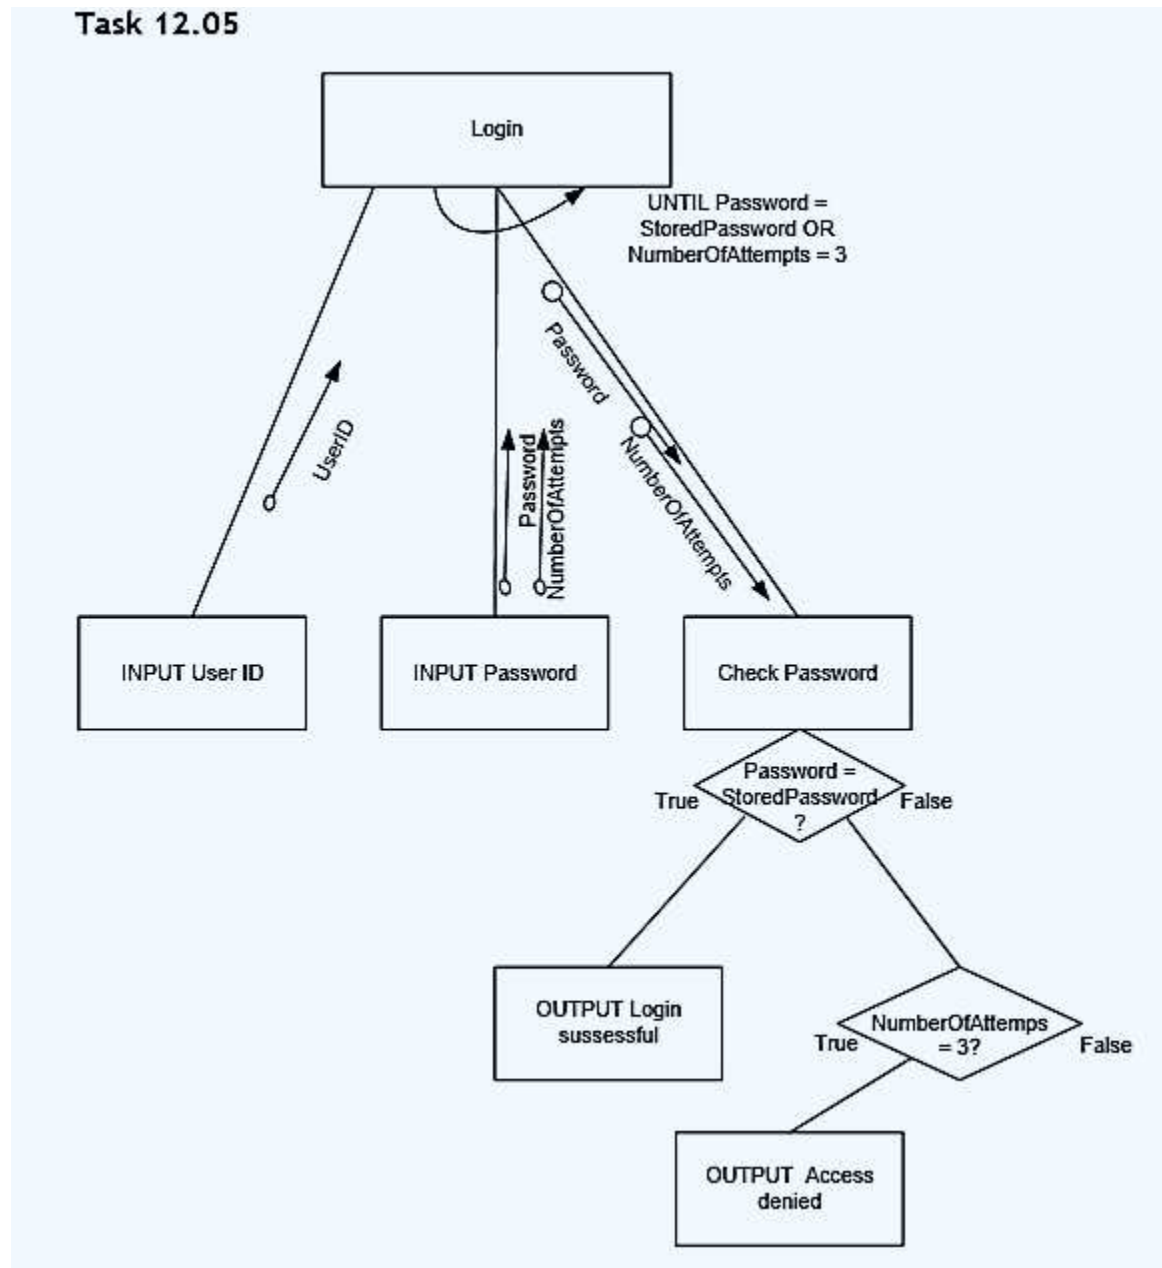 Task 12.05
Login
UNTIL Password =
StoredPassword OR
NumberOfAttempts = 3
UserID
Password
NumberOfAttempts
Password
NumberOfAttempts
INPUT User ID
INPUT Password
Check Password
Password =
StoredPassword
?
True
False
OUTPUT Login
sussessful
NumberOfAttemps
= 3?
True
False
OUTPUT Access
denied